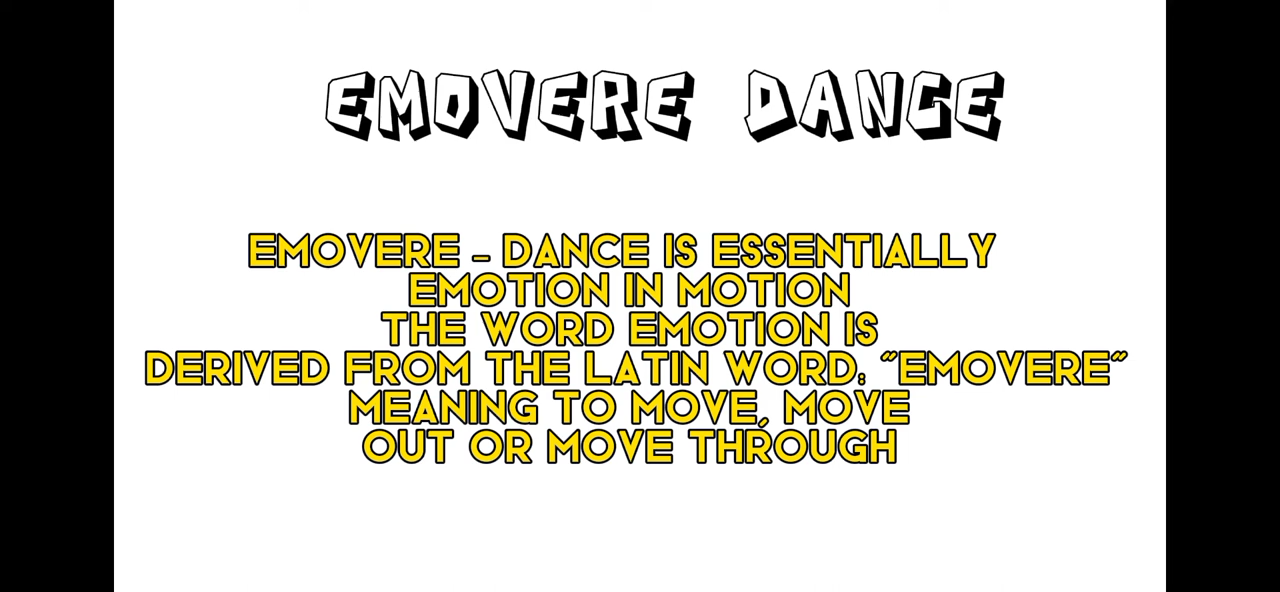 EMOVERE DANCE
EMOVERE - DANCE IS ESSENTIALLY
EMOTION IN MOTION
THE WORD EMOTION IS
DERIVED FROM THE LATIN WORD: "EMOVERE"
MEANING TO MOVE, MOVE
OUT OR MOVE THROUGH